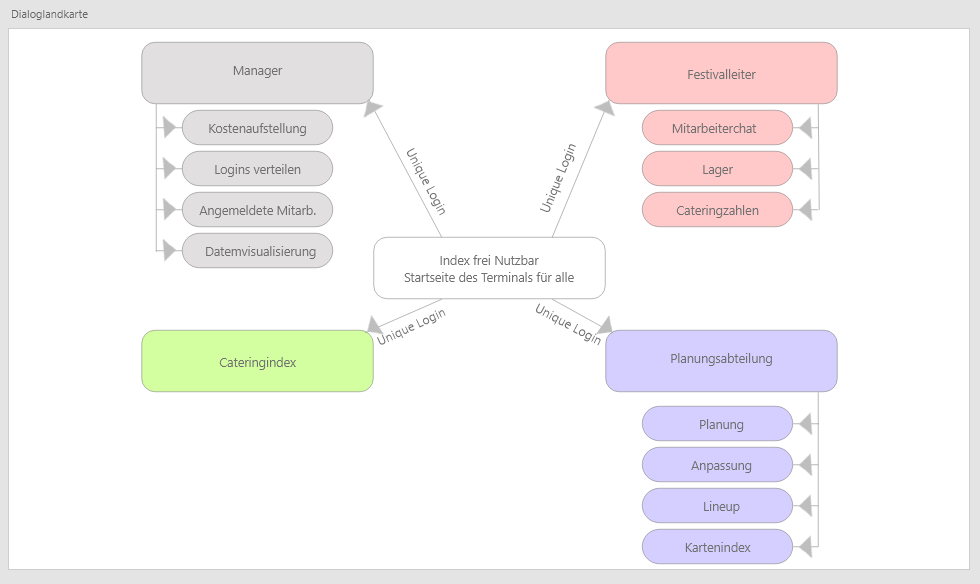 Dialoglandkarte
Manager
Kostenaufstellung
Logins verteilen
Angemeldete Mitarb.
Datemvisualisierung
Festivalleiter
Mitarbeiterchat
Lager
Cateringzahlen
Unique Login
Unique Login
Index frei Nutzbar
Startseite des Terminals für alle
Unique Login
Unique Login
Cateringindex
Planungsabteilung
Planung
Anpassung
Lineup
Kartenindex